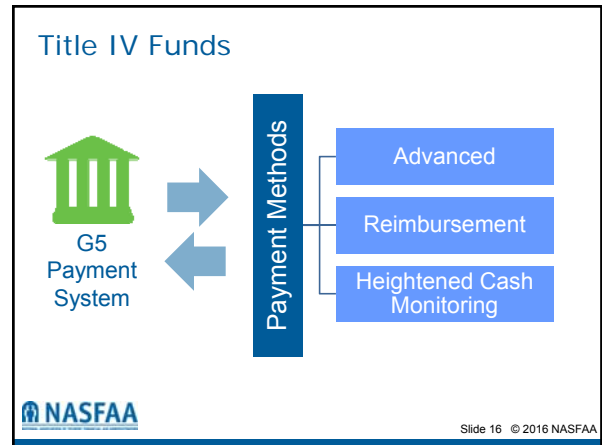 Title IV Funds
G5
Payment
System
Payment Methods
Advanced
Reimbursement
Heightened Cash
Monitoring
NASFAA
Slide 16 © 2016 NASFAA